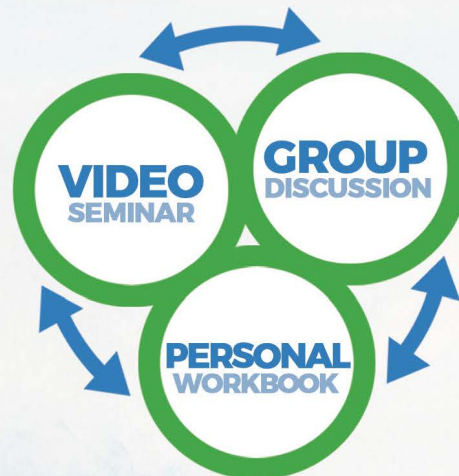 VIDEO
SEMINAR
GROUP
DISCUSSION
PERSONAL
WORKBOOK